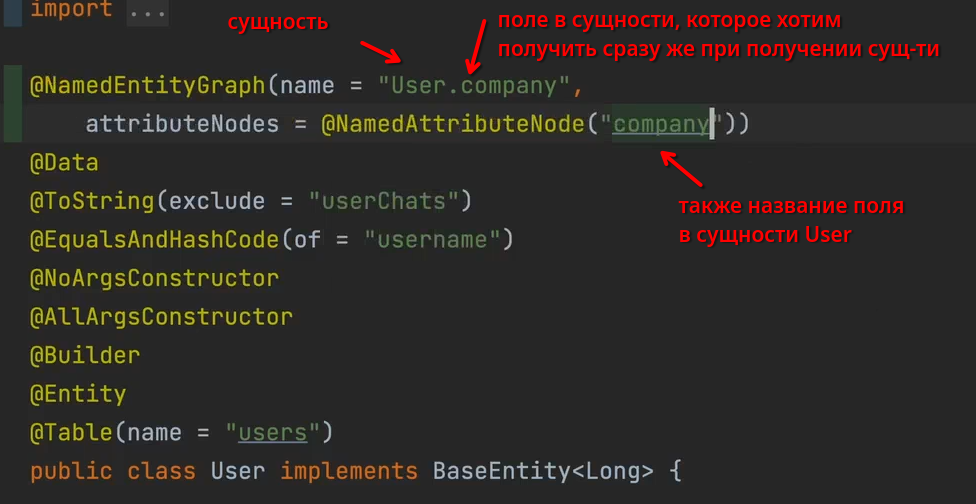 import ...
сущность
поле в сущности, которое хотим
получить сразу же при получении сущ-ти
@NamedEntityGraph(name = "User.company",
attributeNodes = @NamedAttributeNode("company"))
@Data
@ToString(exclude = "userChats")
также название поля
в сущности User
@EqualsAndHashCode(of = "username")
@NoArgsConstructor
@AllArgsConstructor
@Builder
@Entity
@Table(name = "users")
public class User implements BaseEntity<Long> {